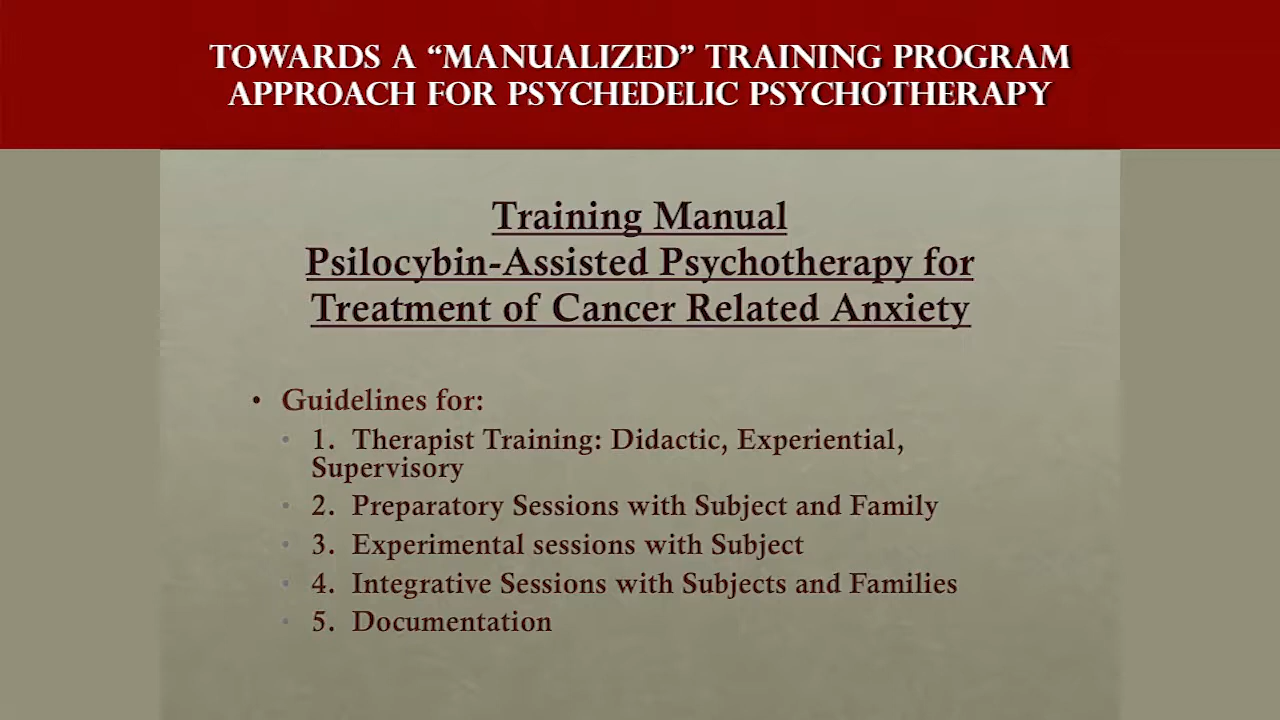 TOWARDS A “MANUALIZED” TRAINING PROGRAM
APPROACH FOR PSYCHEDELIC PSYCHOTHERAPY
Training Manual
Psilocybin-Assisted Psychotherapy for
Treatment of Cancer Related Anxiety
• Guidelines for:
• 1. Therapist Training: Didactic, Experiential,
Supervisory
• 2. Preparatory Sessions with Subject and Family
• 3. Experimental sessions with Subject
• 4. Integrative Sessions with Subjects and Families
• 5. Documentation